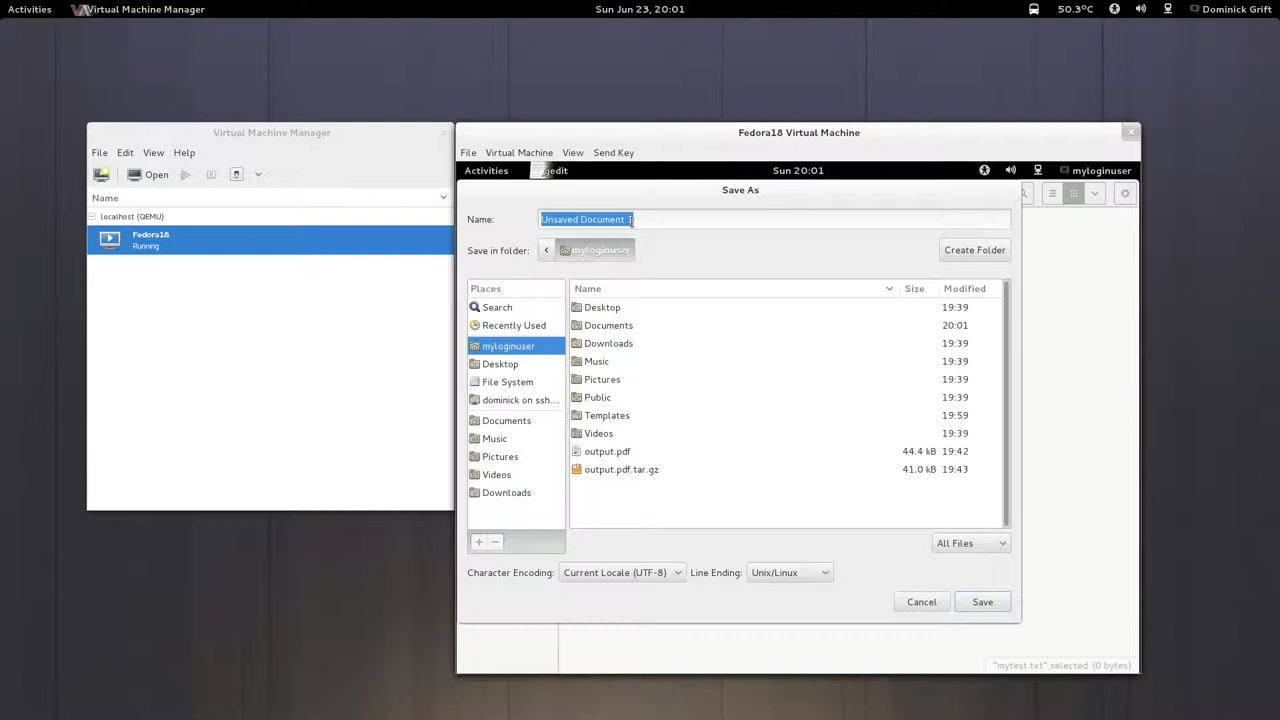 Activities Virtual Machine Manager Sun Jun 23, 20:01 50.3°C Dominick Grift
Virtual Machine Manager
File Edit View Help
Open
Name
localhost (QEMU)
Fedora18
Running
Fedora18 Virtual Machine
File Virtual Machine View Send Key
Activities gedit Sun 20:01 myloginuser
Save As
Name: Unsaved Document 1
Save in folder: myloginuser Create Folder
Places Name Size Modified
Search Desktop 19:39
Recently Used Documents 20:01
myloginuser Downloads 19:39
Desktop Music 19:39
File System Pictures 19:39
dominick on ssh.... Public 19:39
Documents Templates 19:59
Music Videos 19:39
Pictures output.pdf 44.4 kB 19:42
Videos output.pdf.tar.gz 41.0 kB 19:43
Downloads
All Files
Character Encoding: Current Locale (UTF-8) Line Ending: Unix/Linux
Cancel Save
"mytest.txt" selected (0 bytes)